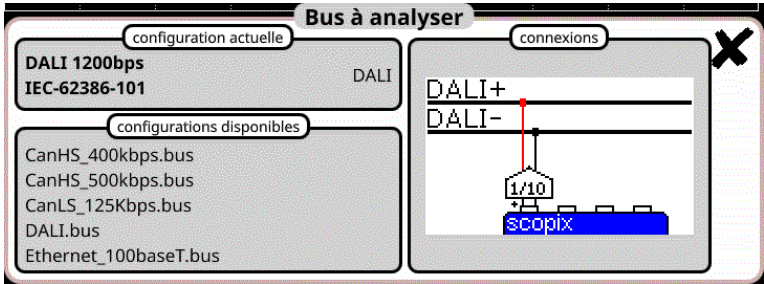 Bus à analyser
configuration actuelle
DALI 1200bps
IEC-62386-101
DALI
configurations disponibles
CanHS_400kbps.bus
CanHS_500kbps.bus
CanLS_125Kbps.bus
DALI.bus
Ethernet_100baseT.bus
connexions
DALI+
DALI-
1/10
+
scopix